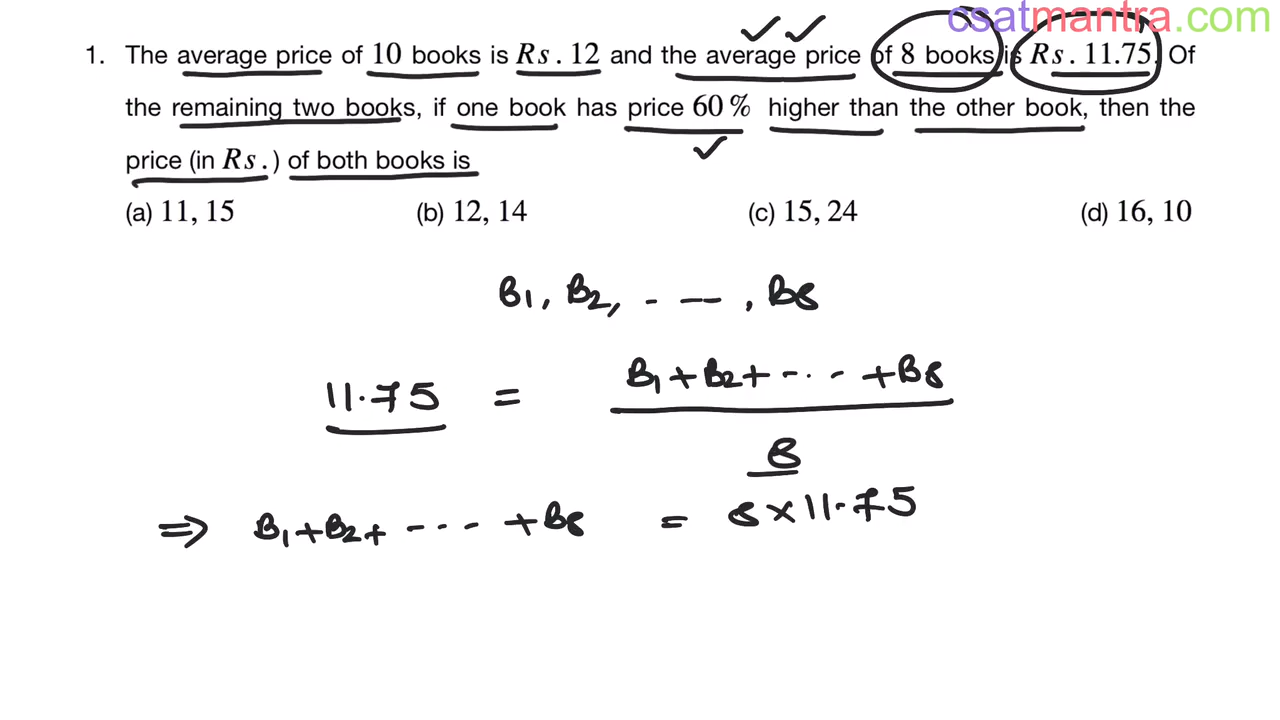 csatmantra.com
1. The average price of 10 books is Rs. 12 and the average price of 8 books is Rs. 11.75. Of
the remaining two books, if one book has price 60% higher than the other book, then the
price (in Rs.) of both books is
(a) 11, 15 (b) 12, 14 (c) 15, 24 (d) 16, 10
B₁, B₂, . — , B₈
11.75 = B₁ + B₂ + ---- + B₈
8
⇒ B₁ + B₂ + ---- + B₈ = 8 × 11.75